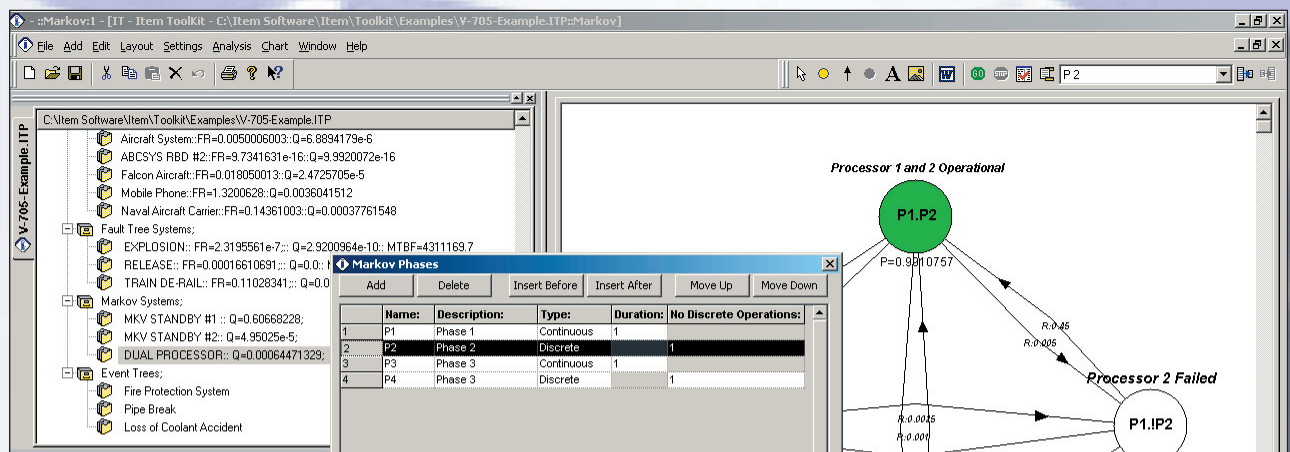 - ::Markov:1 - [IT - Item ToolKit - C:\Item Software\Item\Toolkit\Examples\V-705-Example.ITP::Markov]
File Add Edit Layout Settings Analysis Chart Window Help
P 2
V-705-Example.ITP
C:\Item Software\Item\Toolkit\Examples\V-705-Example.ITP
Aircraft System::FR=0.0050006003::Q=6.8894179e-6
ABCSYS RBD #2::FR=9.7341631e-16::Q=9.9920072e-16
Falcon Aircraft::FR=0.018050013::Q=2.4725705e-5
Mobile Phone::FR=1.3200628::Q=0.0036041512
Naval Aircraft Carrier::FR=0.14361003::Q=0.00037761548
Fault Tree Systems;
EXPLOSION:: FR=2.3195561e-7;:: Q=2.9200964e-10:: MTBF=4311169.7
RELEASE:: FR=0.00016610691;:: Q=0.0::
TRAIN DE-RAIL:: FR=0.11028341;:: Q=0.0
Markov Systems;
MKV STANDBY #1 :: Q=0.60668228;
MKV STANDBY #2:: Q=4.95025e-5;
DUAL PROCESSOR:: Q=0.00064471329;
Event Trees;
Fire Protection System
Pipe Break
Loss of Coolant Accident
Markov Phases
Add Delete Insert Before Insert After Move Up Move Down
Name: Description: Type: Duration: No Discrete Operations:
1 P1 Phase 1 Continuous 1
2 P2 Phase 2 Discrete 1
3 P3 Phase 3 Continuous 1
4 P4 Phase 3 Discrete 1
Processor 1 and 2 Operational
P1.P2
R:0.45
R:0.005
Processor 2 Failed
P1.!P2
R:0.0025
R:0.001